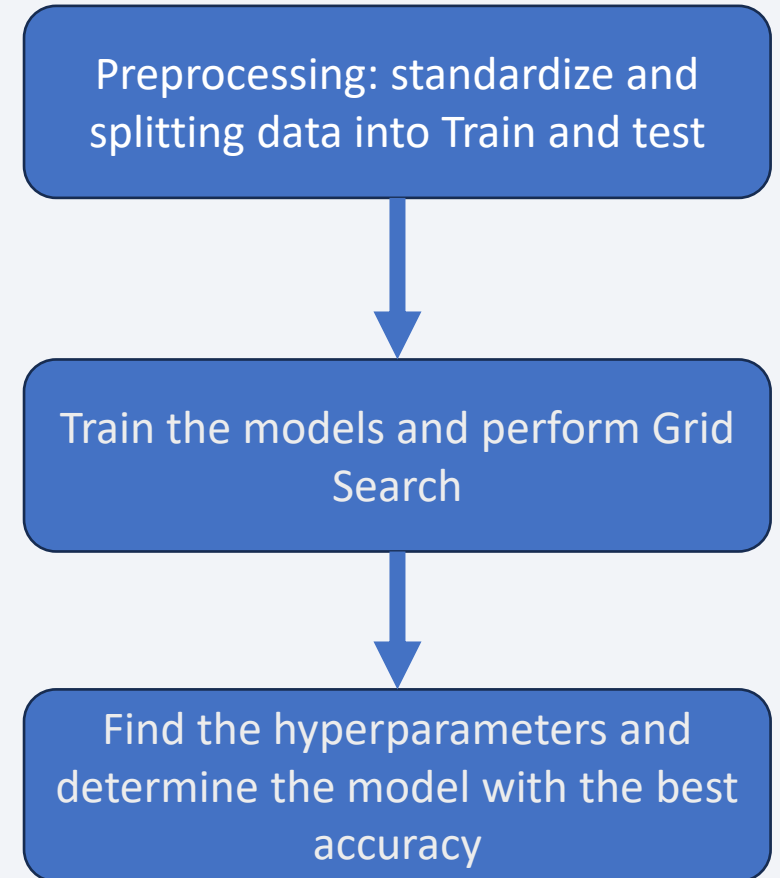 Preprocessing: standardize and
splitting data into Train and test
Train the models and perform Grid
Search
Find the hyperparameters and
determine the model with the best
accuracy